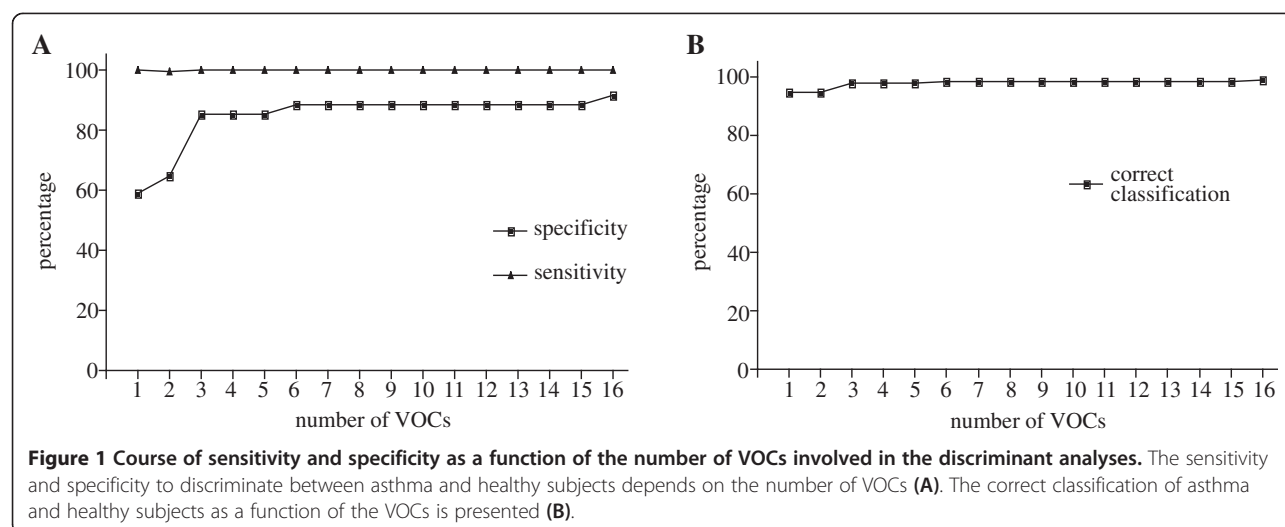 A
100
80
60
40
20
0
percentage
specificity
sensitivity
1 2 3 4 5 6 7 8 9 10 11 12 13 14 15 16
number of VOCs
B
100
80
60
40
20
0
percentage
correct
classification
1 2 3 4 5 6 7 8 9 10 11 12 13 14 15 16
number of VOCs
Figure 1 Course of sensitivity and specificity as a function of the number of VOCs involved in the discriminant analyses. The sensitivity
and specificity to discriminate between asthma and healthy subjects depends on the number of VOCs (A). The correct classification of asthma
and healthy subjects as a function of the VOCs is presented (B).